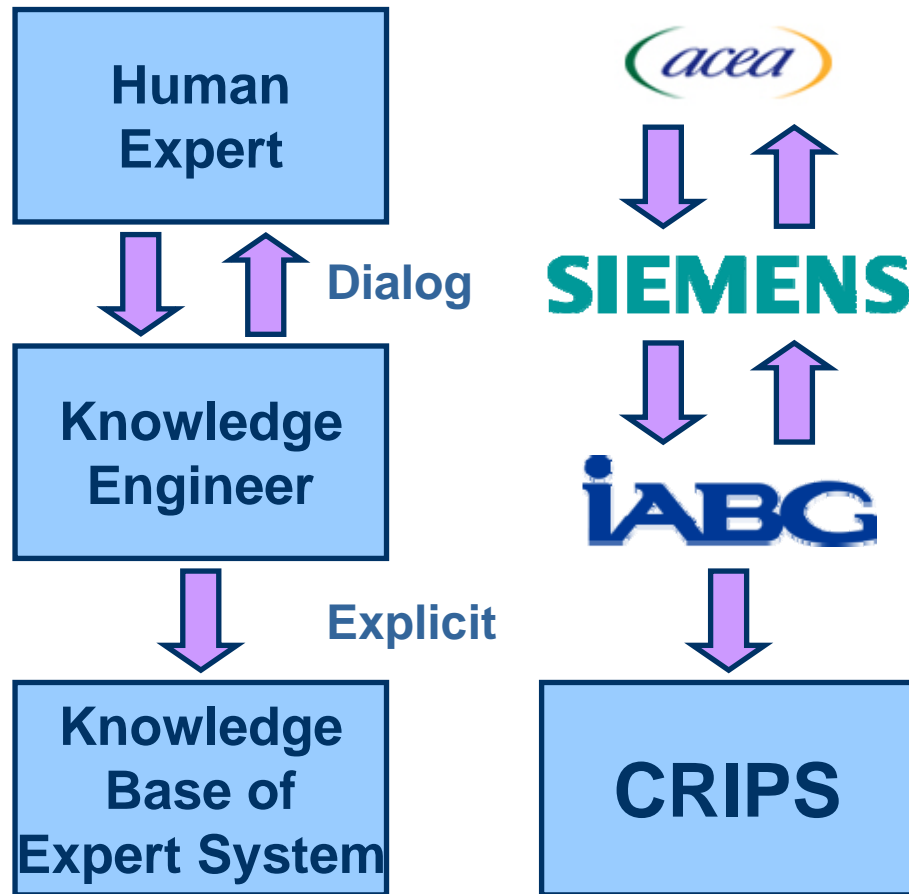 Human
Expert
Dialog
Knowledge
Engineer
Explicit
Knowledge
Base of
Expert System
acea
SIEMENS
iABG
CRIPS